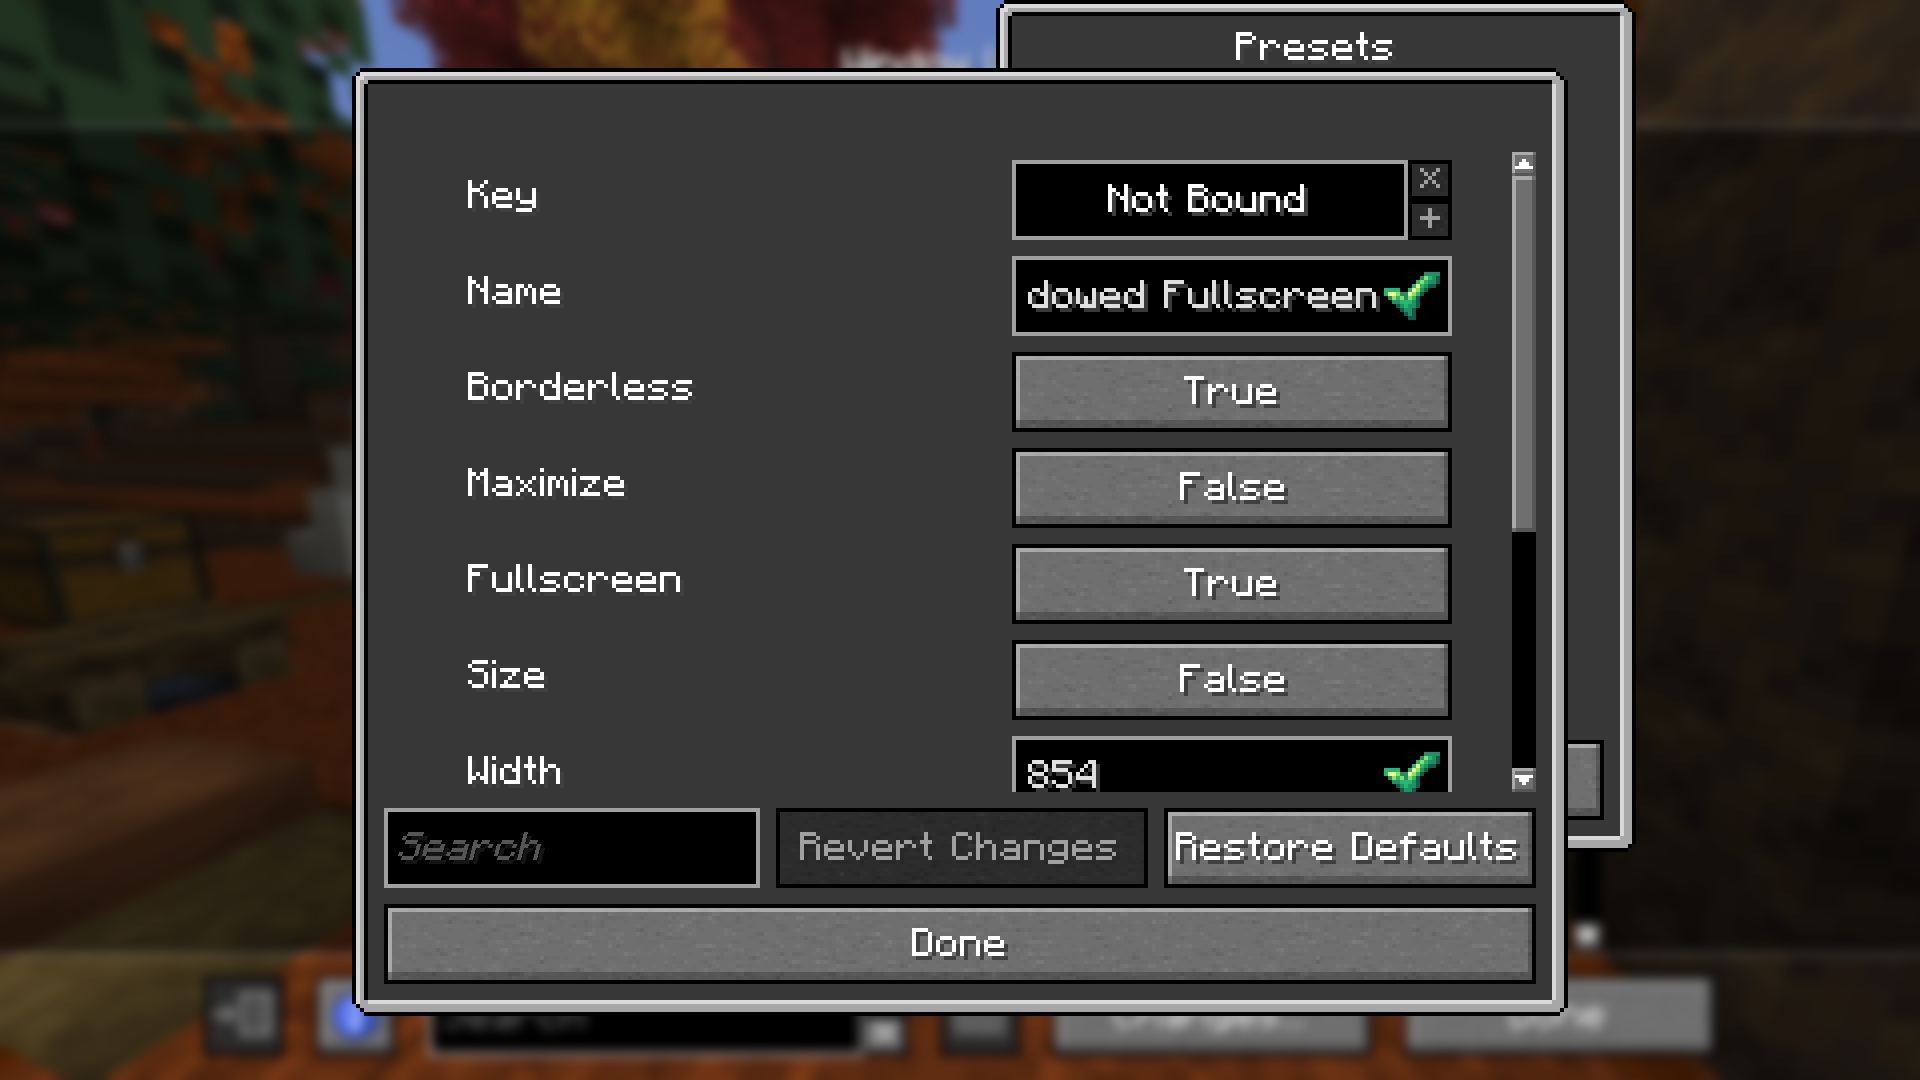 Presets
Key
Not Bound
Name
dowed Fullscreen
Borderless
True
Maximize
False
Fullscreen
True
Size
False
Width
854
Search
Revert Changes
Restore Defaults
Done